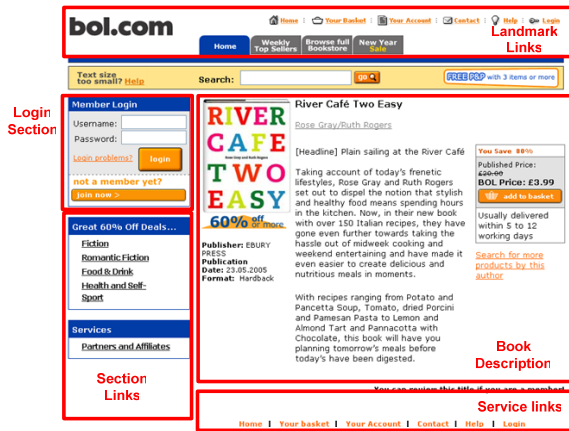 bol.com
Home | Your Basket | Your Account | Contact | Help | Login
Landmark
Links
Home
Weekly
Top Sellers
Browse full
Bookstore
New Year
Sale
Text size
too small? Help
Search:
go
FREE P&P with 3 items or more
Login
Section
Member Login
Username:
Password:
Login problems?
login
not a member yet?
join now >
Great 60% Off Deals...
Fiction
Romantic Fiction
Food & Drink
Health and Self-
Sport
Services
Partners and Affiliates
Section
Links
RIVER
CAFE
Rose Gray and Ruth Rogers
TWO
EASY
60% off
or more
Publisher: EBURY
PRESS
Publication
Date: 23.05.2005
Format: Hardback
River Café Two Easy
Rose Gray/Ruth Rogers
[Headline] Plain sailing at the River Café
Taking account of today's frenetic
lifestyles, Rose Gray and Ruth Rogers
set out to dispel the notion that stylish
and healthy food means spending hours
in the kitchen. Now, in their new book
with over 150 Italian recipes, they have
gone even further towards taking the
hassle out of midweek cooking and
weekend entertaining and have made it
even easier to create delicious and
nutritious meals in moments.
With recipes ranging from Potato and
Pancetta Soup, Tomato, dried Porcini
and Pamesan Pasta to Lemon and
Almond Tart and Pannacotta with
Chocolate, this book will have you
planning tomorrow's meals before
today's have been digested.
You Save 80%
Published Price:
£20.00
BOL Price: £3.99
add to basket
Usually delivered
within 5 to 12
working days
Search for more
products by this
author
Book
Description
You can review this title if you are a member!
Service links
Home | Your basket | Your Account | Contact | Help | Login